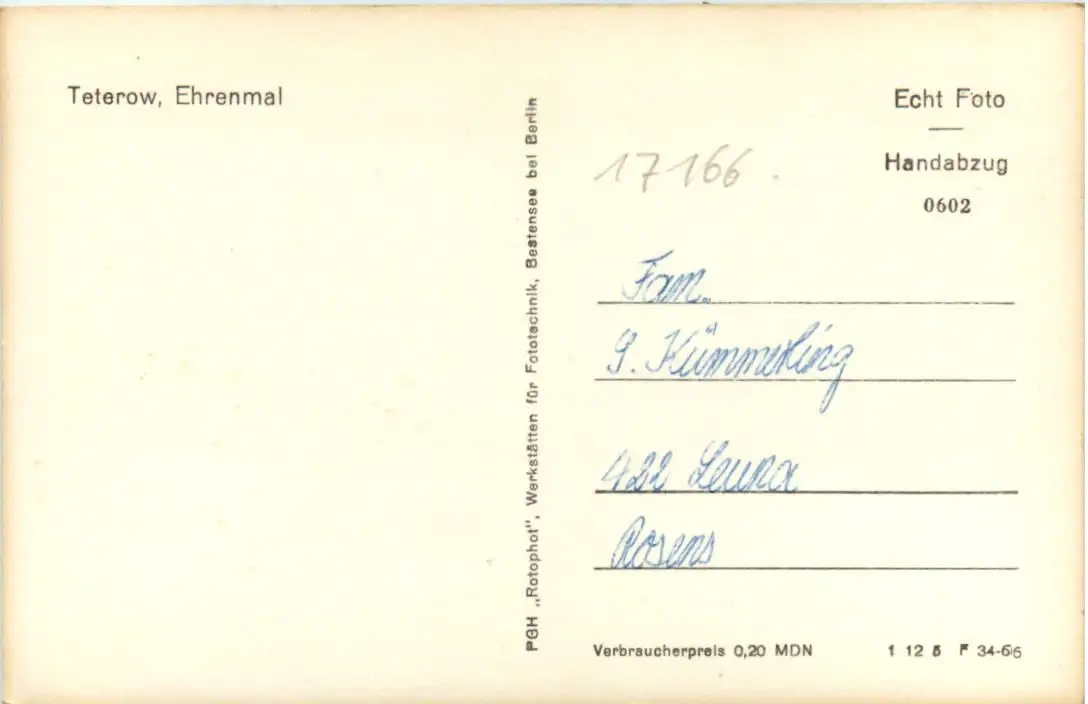 Teterow, Ehrenmal
PGH „Rotophot", Werkstätten für Fototechnik, Bestensee bei Berlin
Echt Foto
Handabzug
0602
17166
Fam.
G. Kümmerling
422 Leuna
Rosens
Verbraucherpreis 0,20 MDN
1 12 5 F 34-66